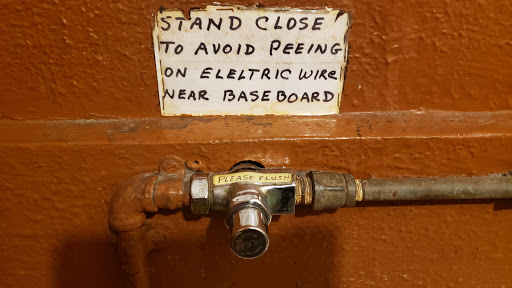 STAND CLOSE
TO AVOID PEEING
ON ELELTRIC WIRE
NEAR BASEBOARD
PLEASE FLUSH